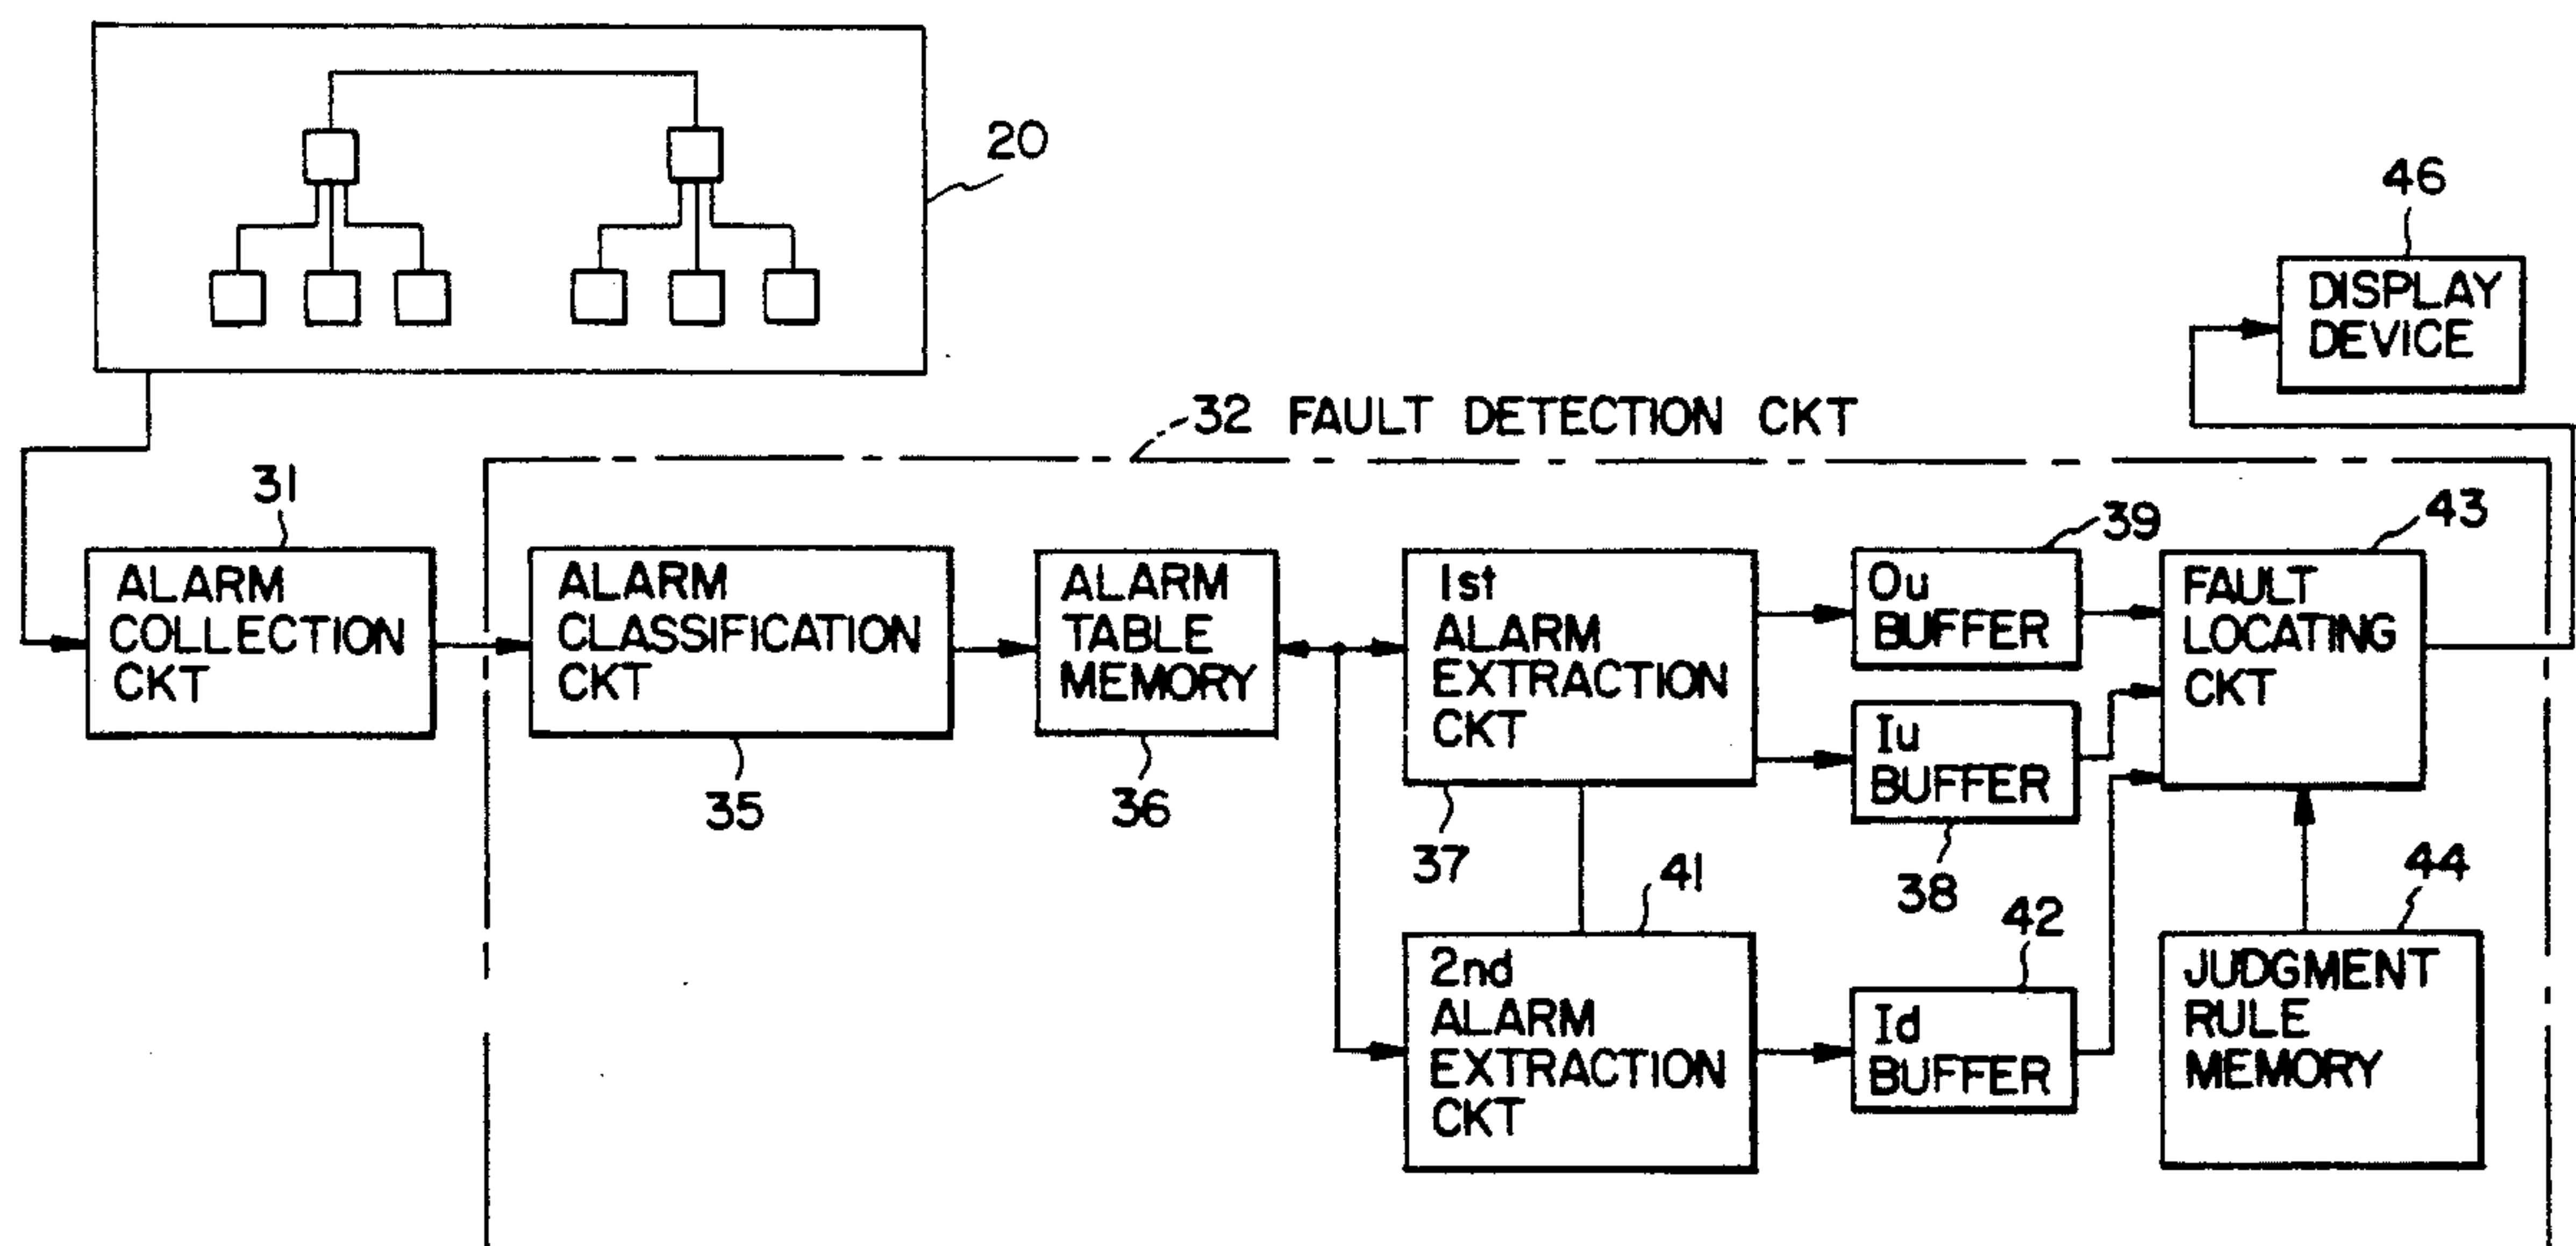 20
46
DISPLAY
DEVICE
32 FAULT DETECTION CKT
31
ALARM
COLLECTION
CKT
ALARM
CLASSIFICATION
CKT
35
ALARM
TABLE
MEMORY
36
1st
ALARM
EXTRACTION
CKT
37
Ou
BUFFER
39
Iu
BUFFER
38
43
FAULT
LOCATING
CKT
41
2nd
ALARM
EXTRACTION
CKT
42
Id
BUFFER
44
JUDGMENT
RULE
MEMORY